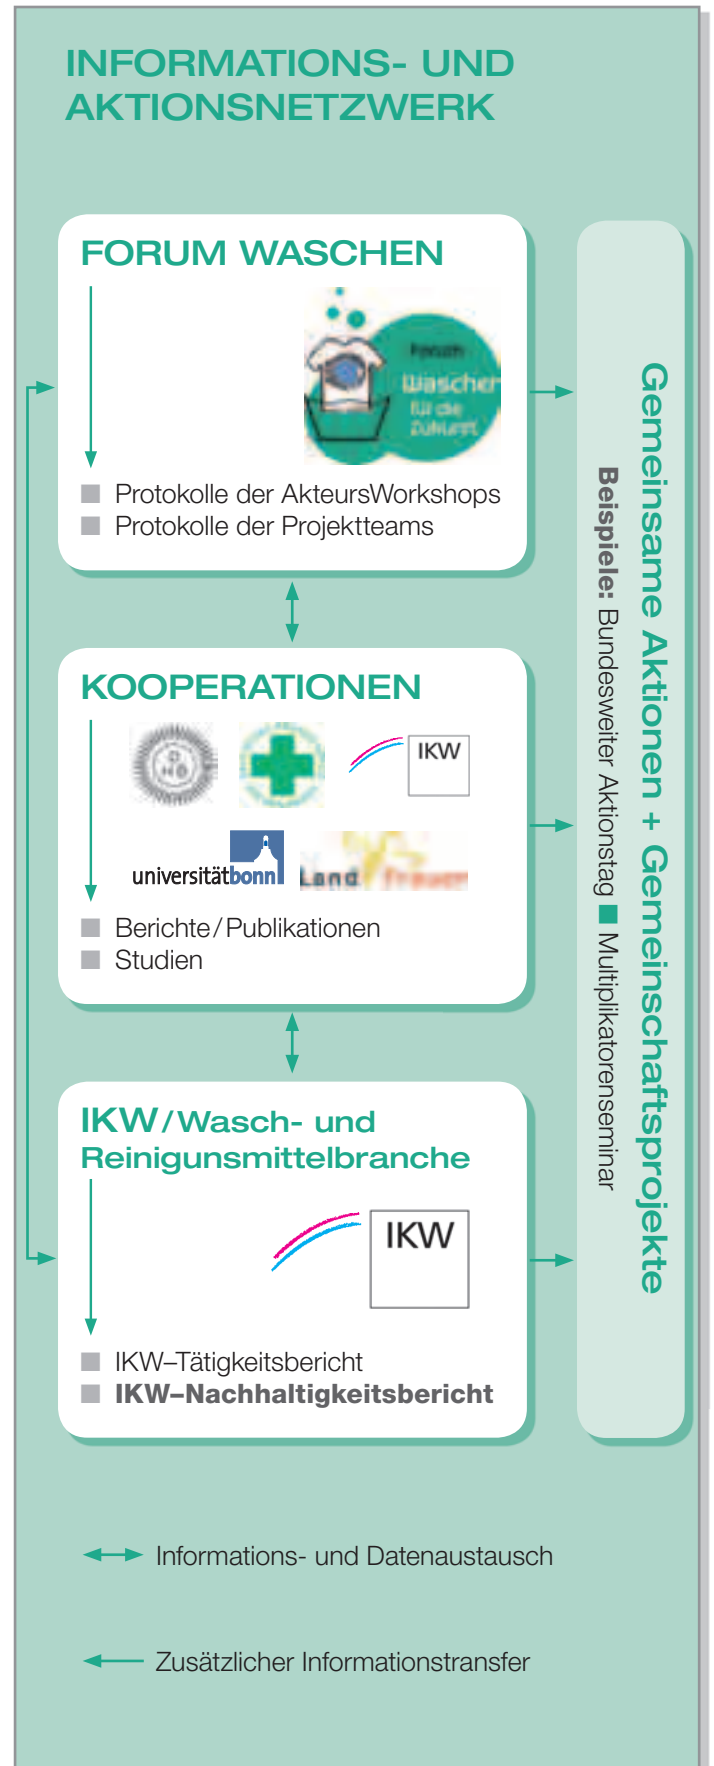 INFORMATIONS- UND
AKTIONSNETZWERK
FORUM WASCHEN
Forum
Waschen
für die
Zukunft
Protokolle der AkteursWorkshops
Protokolle der Projektteams
KOOPERATIONEN
IKW
universitätbonn
Land Frauen
Berichte/Publikationen
Studien
IKW/Wasch- und
Reinigunsmittelbranche
IKW
IKW–Tätigkeitsbericht
IKW–Nachhaltigkeitsbericht
Gemeinsame Aktionen + Gemeinschaftsprojekte
Beispiele: Bundesweiter Aktionstag ■ Multiplikatorenseminar
Informations- und Datenaustausch
Zusätzlicher Informationstransfer